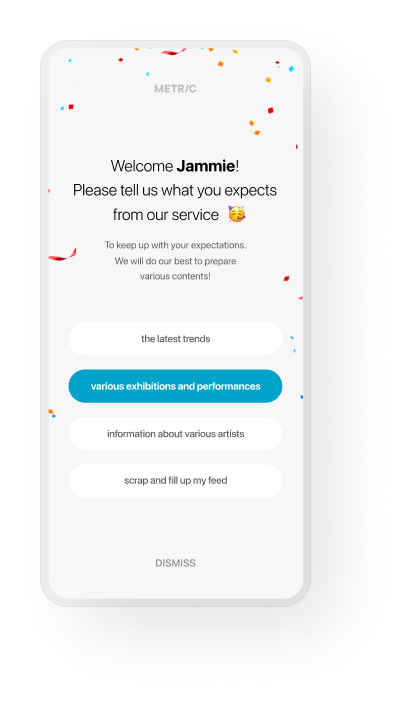 METRIC
Welcome Jammie!
Please tell us what you expects
from our service 🥳
To keep up with your expectations.
We will do our best to prepare
various contents!
the latest trends
various exhibitions and performances
information about various artists
scrap and fill up my feed
DISMISS